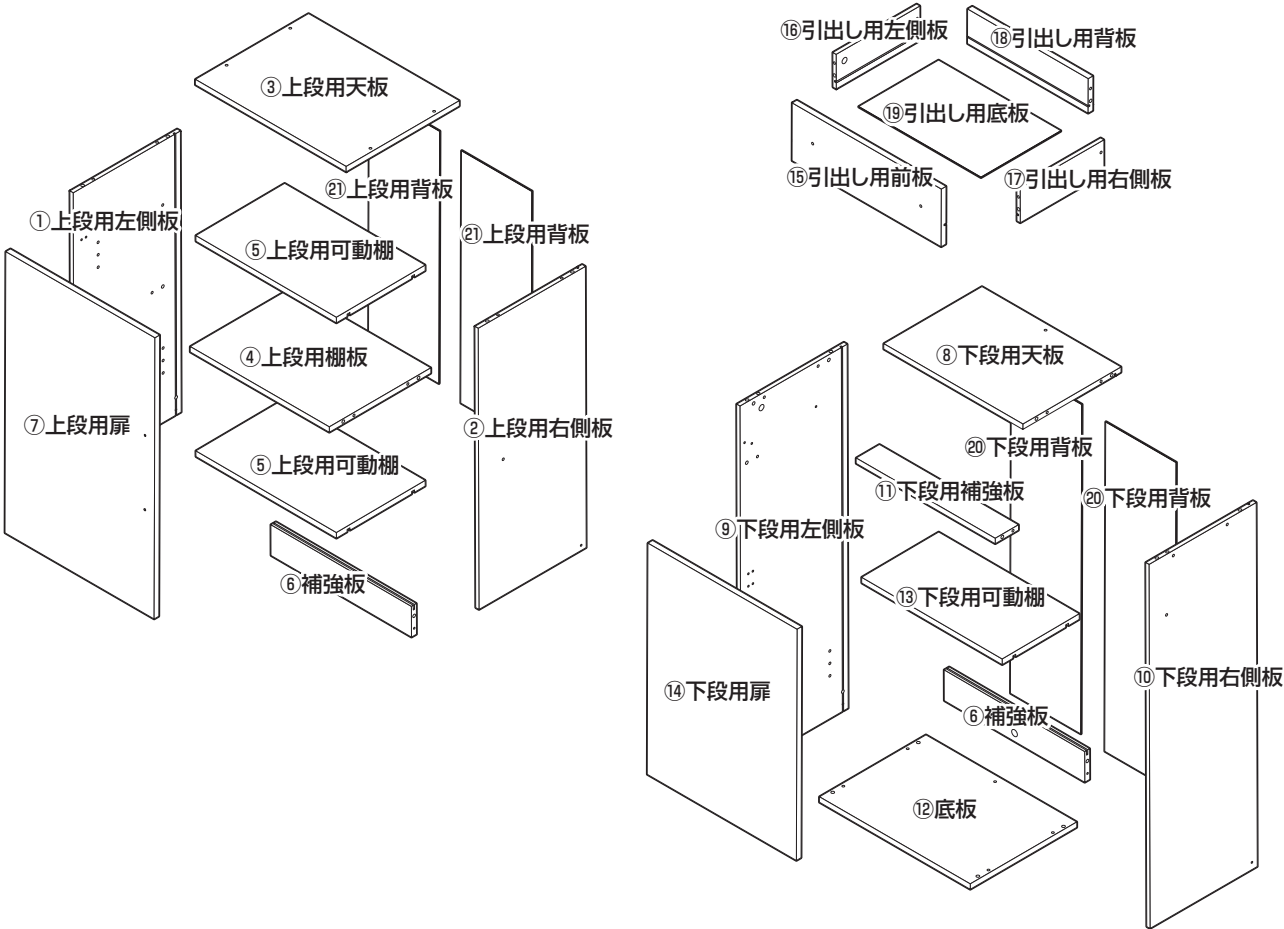 ③上段用天板
㉑上段用背板
①上段用左側板
㉑上段用背板
⑤上段用可動棚
④上段用棚板
⑦上段用扉
②上段用右側板
⑤上段用可動棚
⑥補強板
⑯引出し用左側板
⑱引出し用背板
⑲引出し用底板
⑮引出し用前板
⑰引出し用右側板
⑧下段用天板
⑳下段用背板
⑪下段用補強板
⑳下段用背板
⑨下段用左側板
⑬下段用可動棚
⑩下段用右側板
⑭下段用扉
⑥補強板
⑫底板